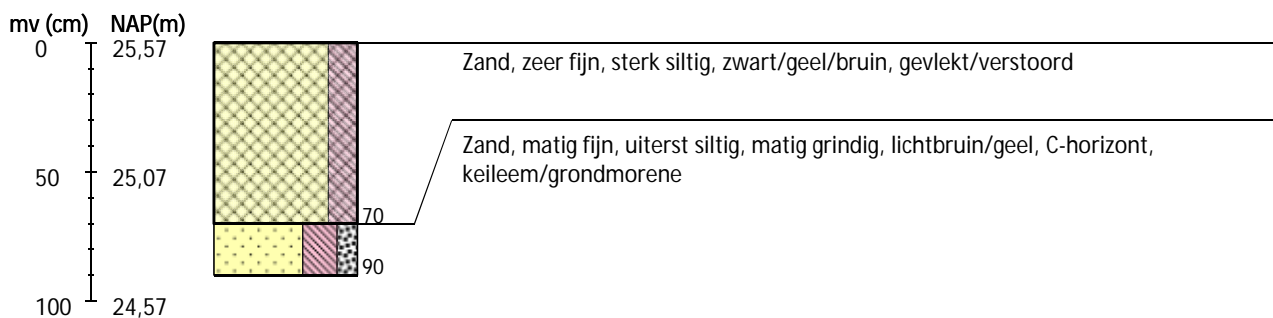 mv (cm) NAP(m)
0 25,57
Zand, zeer fijn, sterk siltig, zwart/geel/bruin, gevlekt/verstoord
Zand, matig fijn, uiterst siltig, matig grindig, lichtbruin/geel, C-horizont,
keileem/grondmorene
50 25,07
70
90
100 24,57